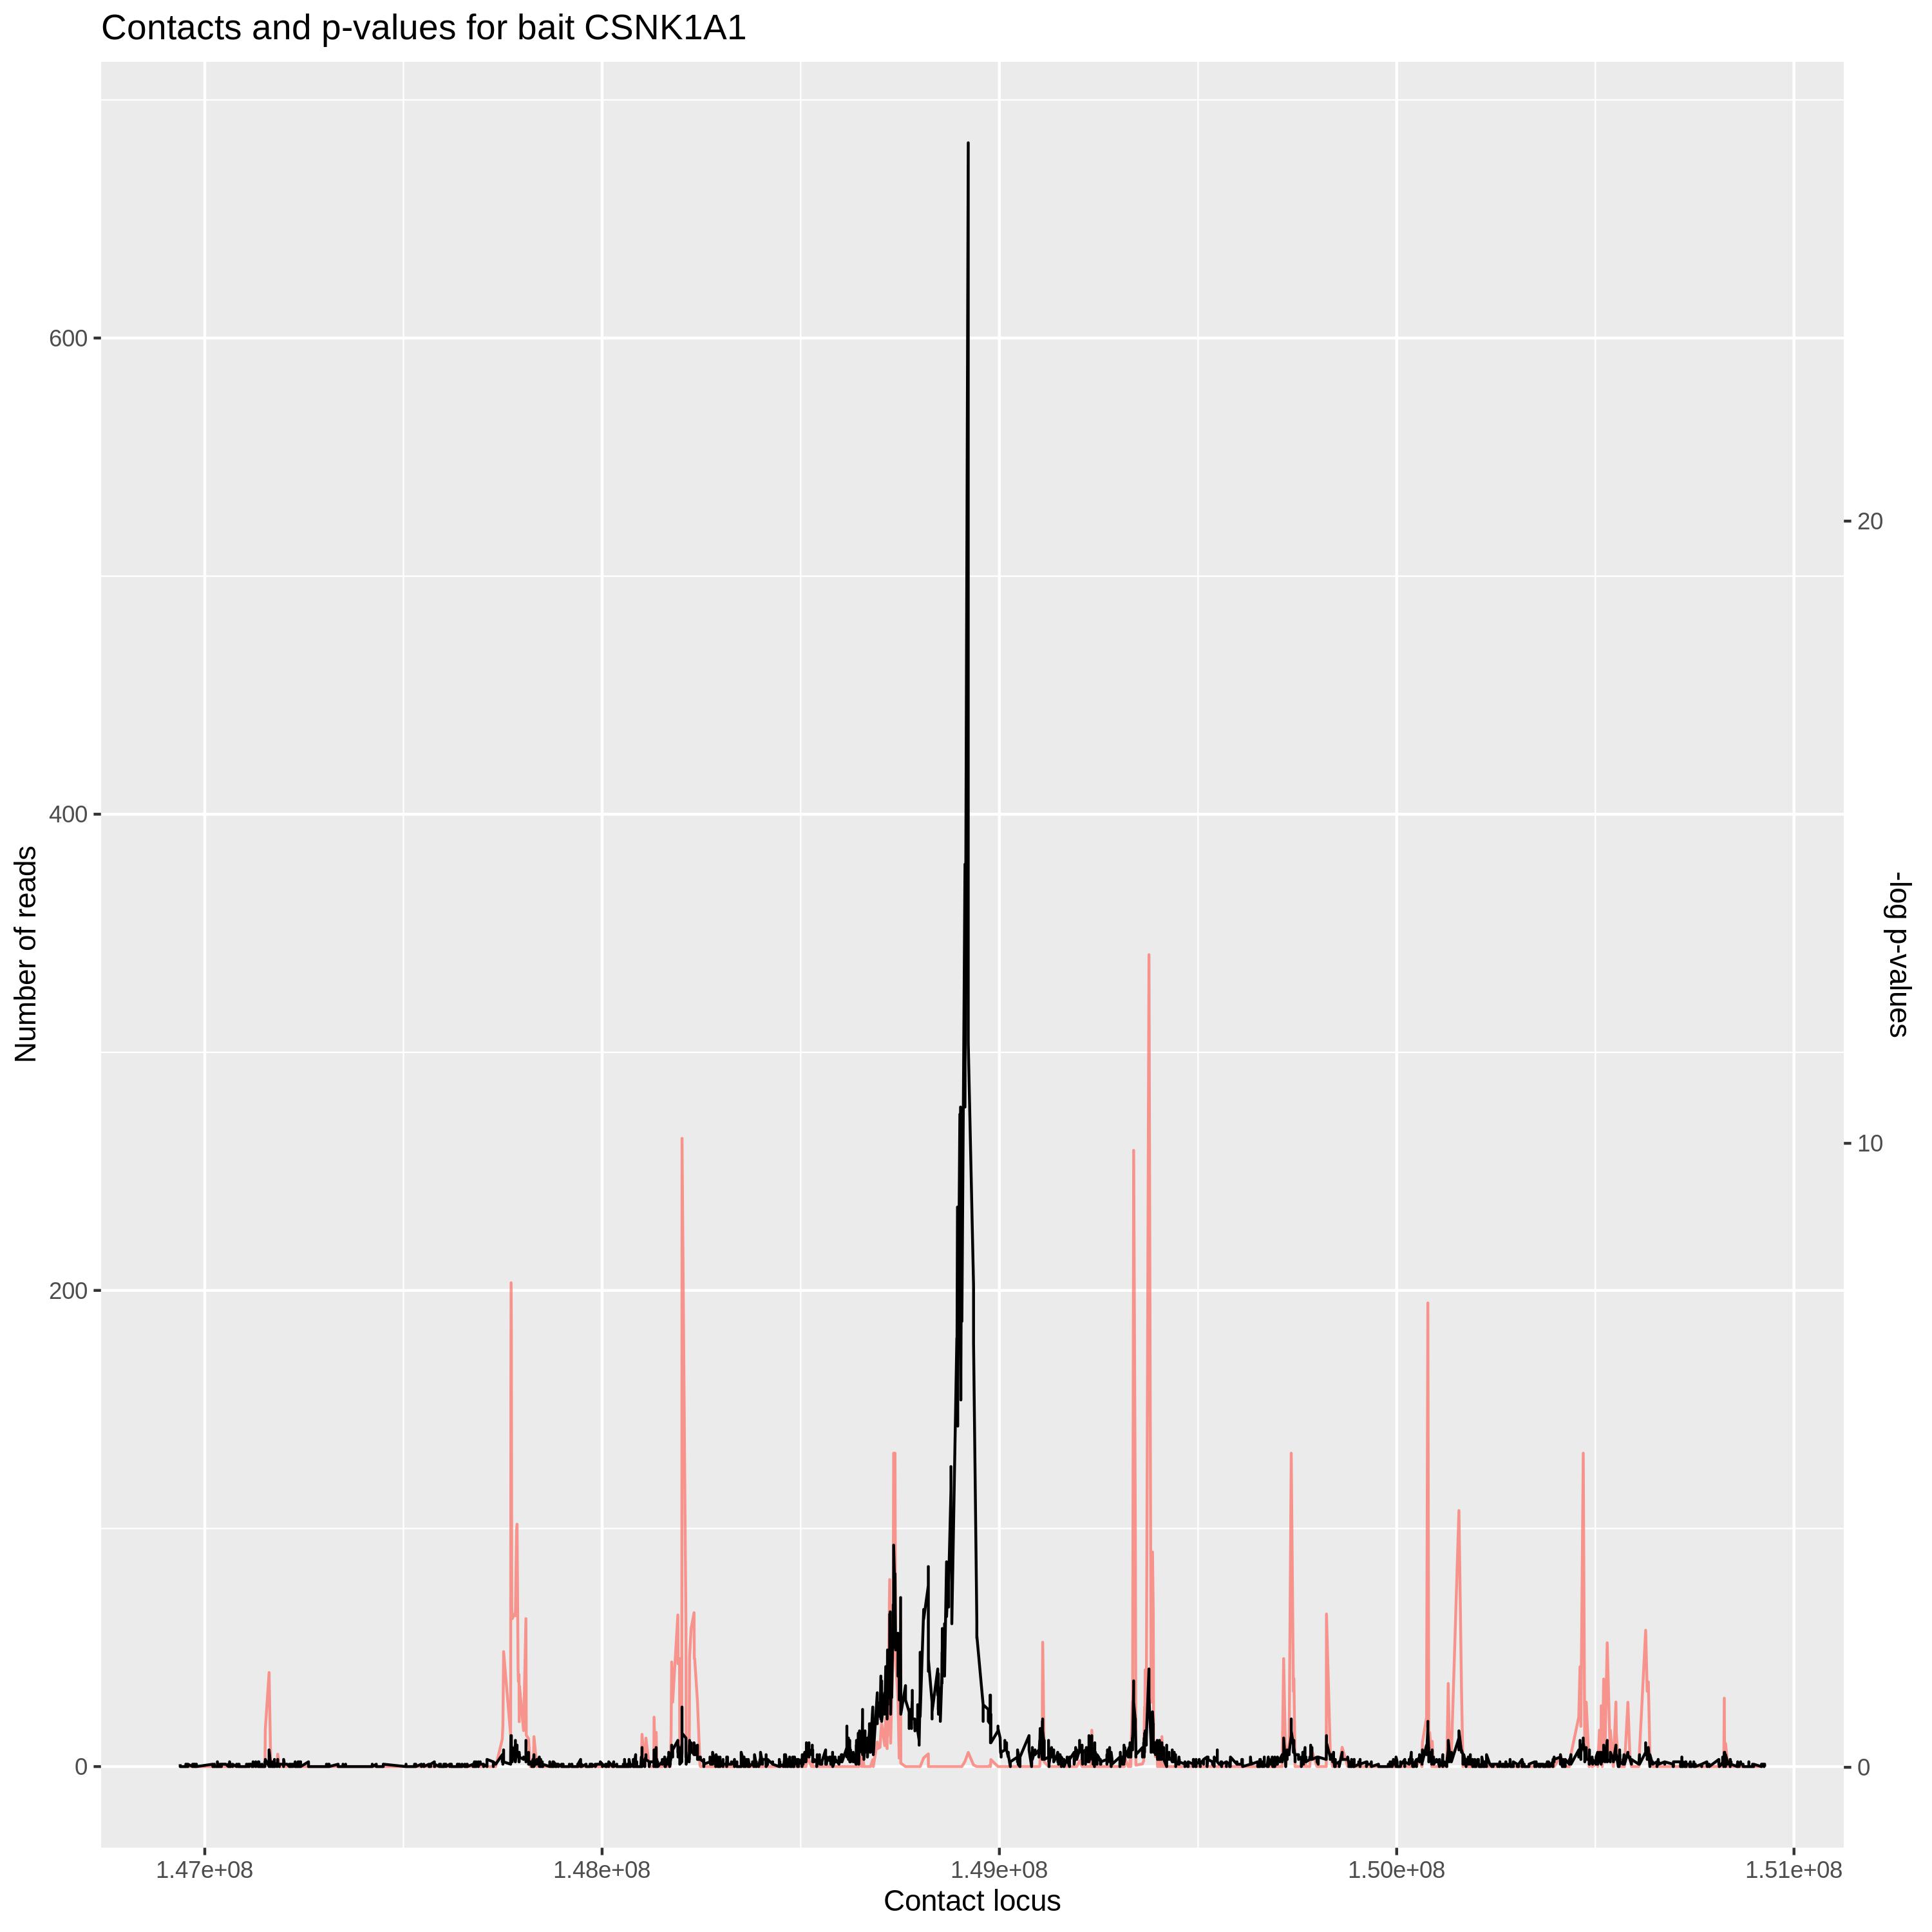 Contacts and p-values for bait CSNK1A1
600
400
200
0
Number of reads
20
10
0
-log p-values
1.47e+08
1.48e+08
1.49e+08
1.50e+08
1.51e+08
Contact locus